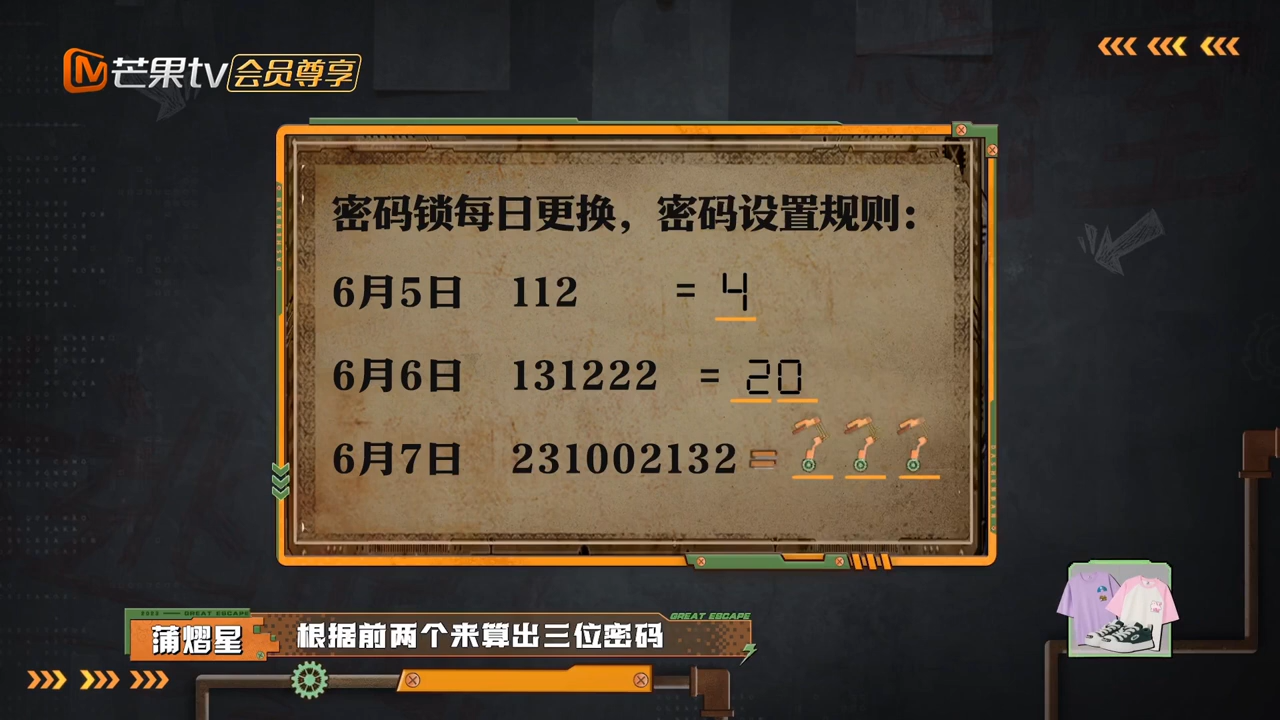 芒果tv 会员尊享
密码锁每日更换，密码设置规则：
6月5日 112 = 4
6月6日 131222 = 20
6月7日 231002132 = ? ? ?
GREAT ESCAPE
GREAT ESCAPE
蒲熠星 根据前两个来算出三位密码